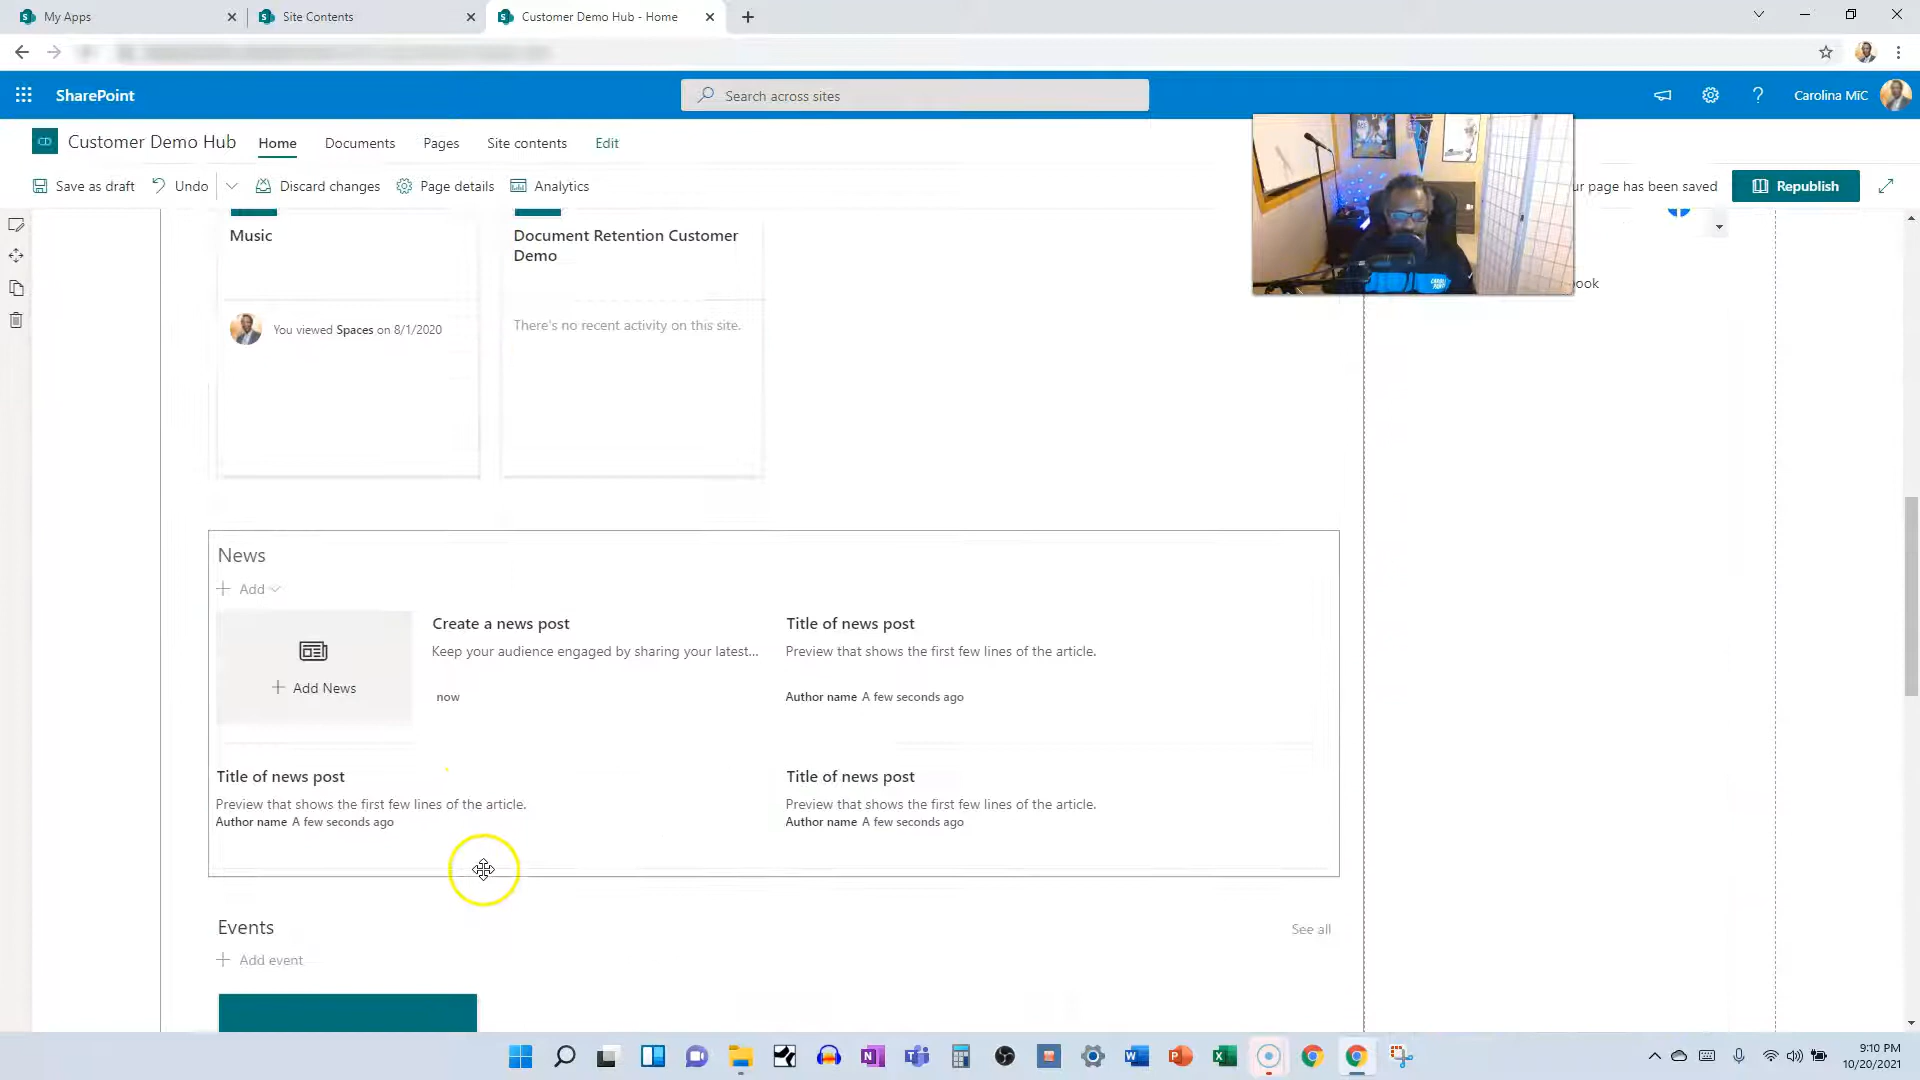 My Apps
Site Contents
Customer Demo Hub - Home
SharePoint
Search across sites
Carolina MiC
CD
Customer Demo Hub
Home
Documents
Pages
Site contents
Edit
Save as draft
Undo
Discard changes
Page details
Analytics
ur page has been saved
Republish
Music
Document Retention Customer
Demo
ook
You viewed Spaces on 8/1/2020
There's no recent activity on this site.
News
Add
Create a news post
Keep your audience engaged by sharing your latest...
now
Add News
Title of news post
Preview that shows the first few lines of the article.
Author name A few seconds ago
Title of news post
Preview that shows the first few lines of the article.
Author name A few seconds ago
Title of news post
Preview that shows the first few lines of the article.
Author name A few seconds ago
Events
See all
Add event
9:10 PM
10/20/2021